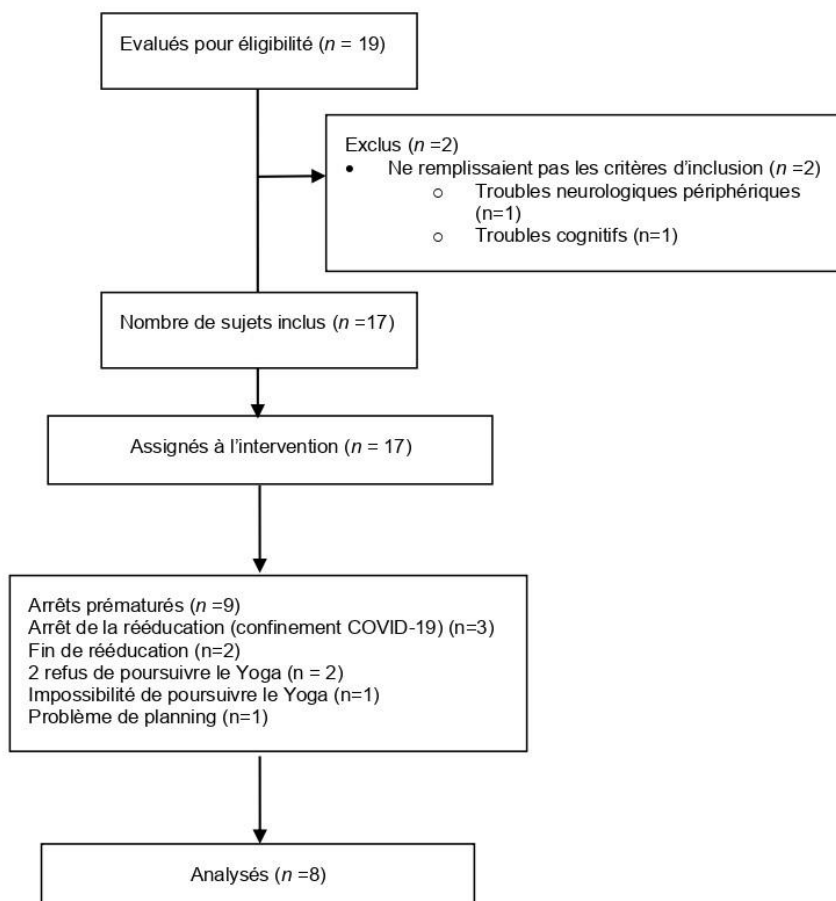 Evalués pour éligibilité (n = 19)
Exclus (n =2)
• Ne remplissaient pas les critères d'inclusion (n =2)
o Troubles neurologiques périphériques
(n=1)
o Troubles cognitifs (n=1)
Nombre de sujets inclus (n =17)
Assignés à l'intervention (n = 17)
Arrêts prématurés (n =9)
Arrêt de la rééducation (confinement COVID-19) (n=3)
Fin de rééducation (n=2)
2 refus de poursuivre le Yoga (n = 2)
Impossibilité de poursuivre le Yoga (n=1)
Problème de planning (n=1)
Analysés (n =8)